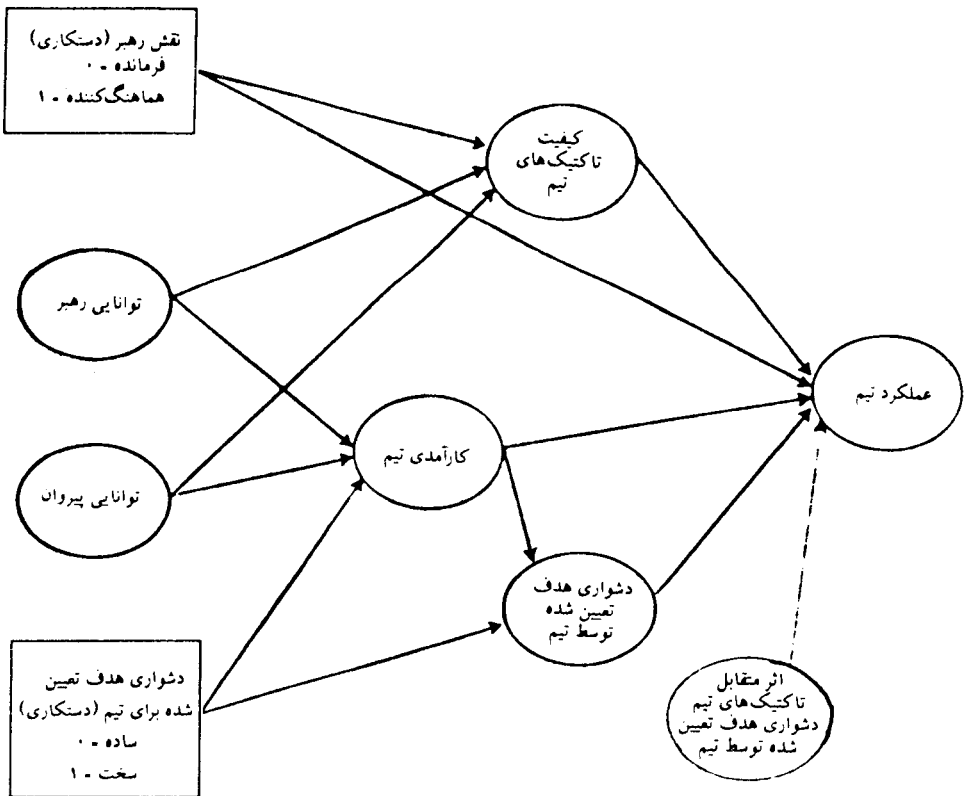 نقش رهبر (دستکاری)
فرمانده - ۰
هماهنگ‌کننده - ۱
کیفیت
تاکتیک‌های
تیم
توانایی رهبر
عملکرد تیم
کارآمدی تیم
توانایی پیروان
دشواری هدف
تعیین شده
توسط تیم
دشواری هدف تعیین
شده برای تیم (دستکاری)
ساده - ۰
سخت - ۱
اثر متقابل
تاکتیک‌های تیم
دشواری هدف تعیین
شده توسط تیم